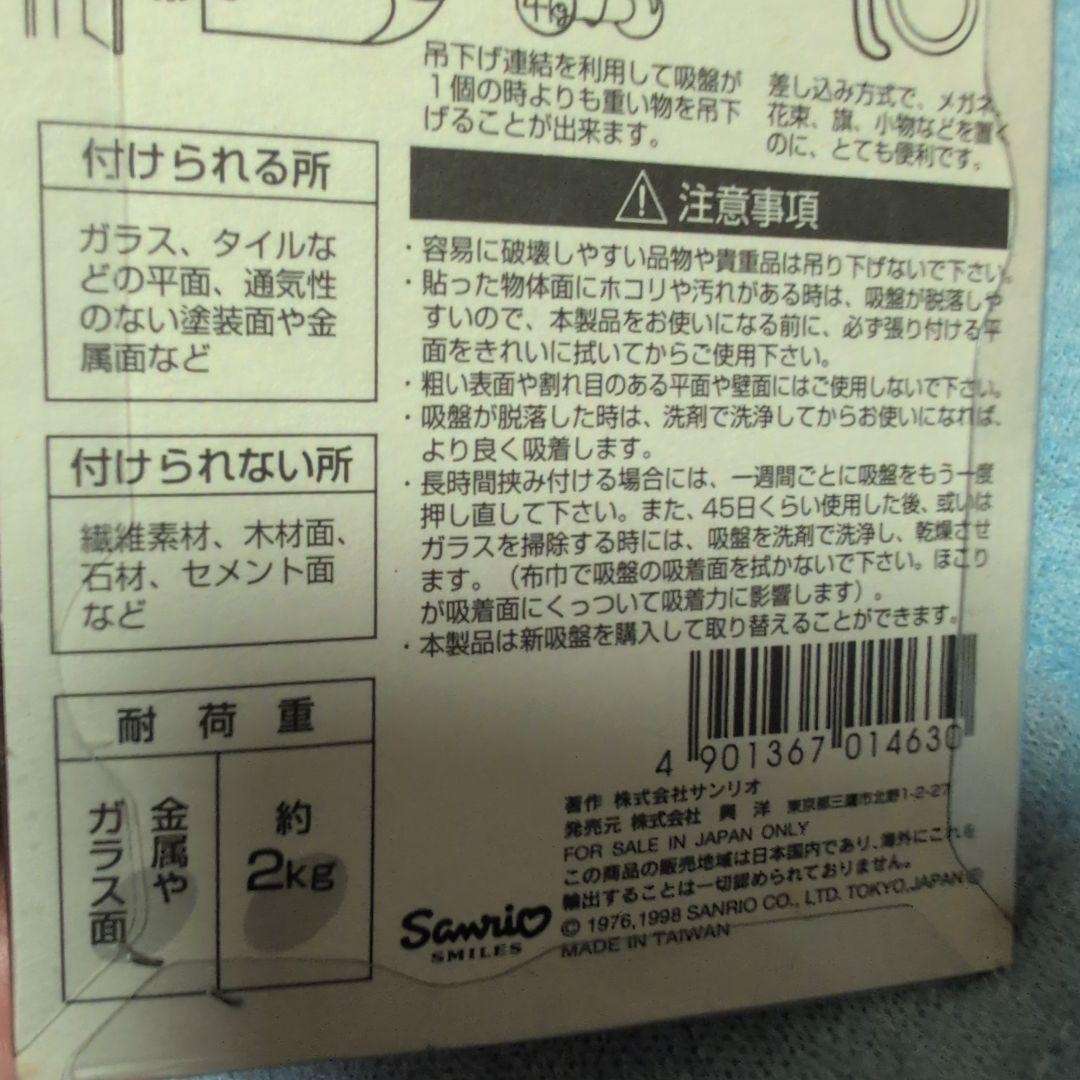 4kg
吊下げ連結を利用して吸盤が
1個の時よりも重い物を吊下
げることが出来ます。
差し込み方式で、メガネ、
花束、旗、小物などを置く
のに、とても便利です。
付けられる所
ガラス、タイルな
どの平面、通気性
のない塗装面や金
属面など
付けられない所
繊維素材、木材面、
石材、セメント面
など
耐荷重
金属や
ガラス面
約
2kg
注意事項
・容易に破壊しやすい品物や貴重品は吊り下げないで下さい。
・貼った物体面にホコリや汚れがある時は、吸盤が脱落しや
すいので、本製品をお使いになる前に、必ず張り付ける平
面をきれいに拭いてからご使用下さい。
・粗い表面や割れ目のある平面や壁面にはご使用しないで下さい。
・吸盤が脱落した時は、洗剤で洗浄してからお使いになれば、
より良く吸着します。
・長時間挟み付ける場合には、一週間ごとに吸盤をもう一度
押し直して下さい。また、45日くらい使用した後、或いは
ガラスを掃除する時には、吸盤を洗剤で洗浄し、乾燥させ
ます。（布巾で吸盤の吸着面を拭かないで下さい。ほこり
が吸着面にくっついて吸着力に影響します）。
・本製品は新吸盤を購入して取り替えることができます。
4 901367 014630
著作 株式会社サンリオ
発売元 株式会社 興 洋 東京都三鷹市北野1-2-27
FOR SALE IN JAPAN ONLY
この商品の販売地域は日本国内であり、海外にこれを
輸出することは一切認められておりません。
© 1976,1998 SANRIO CO., LTD. TOKYO,JAPAN
MADE IN TAIWAN
Sanrio
SMILES